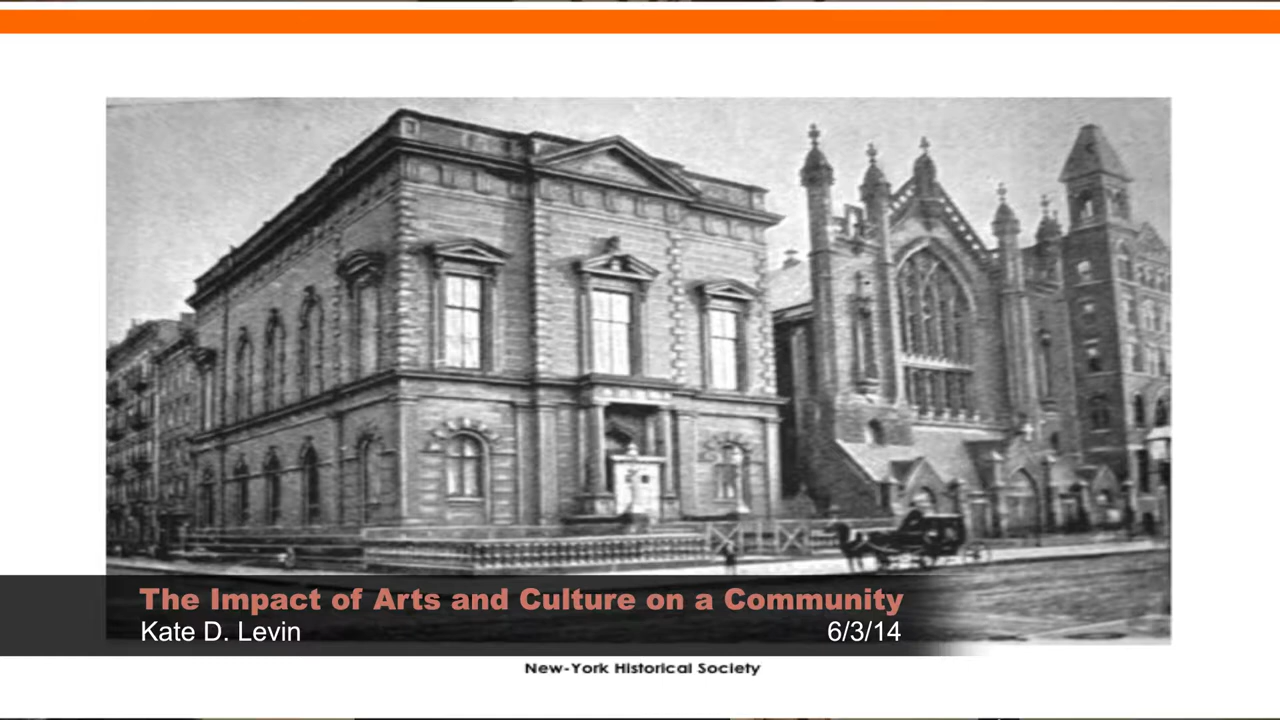 The Impact of Arts and Culture on a Community
Kate D. Levin 6/3/14
New-York Historical Society